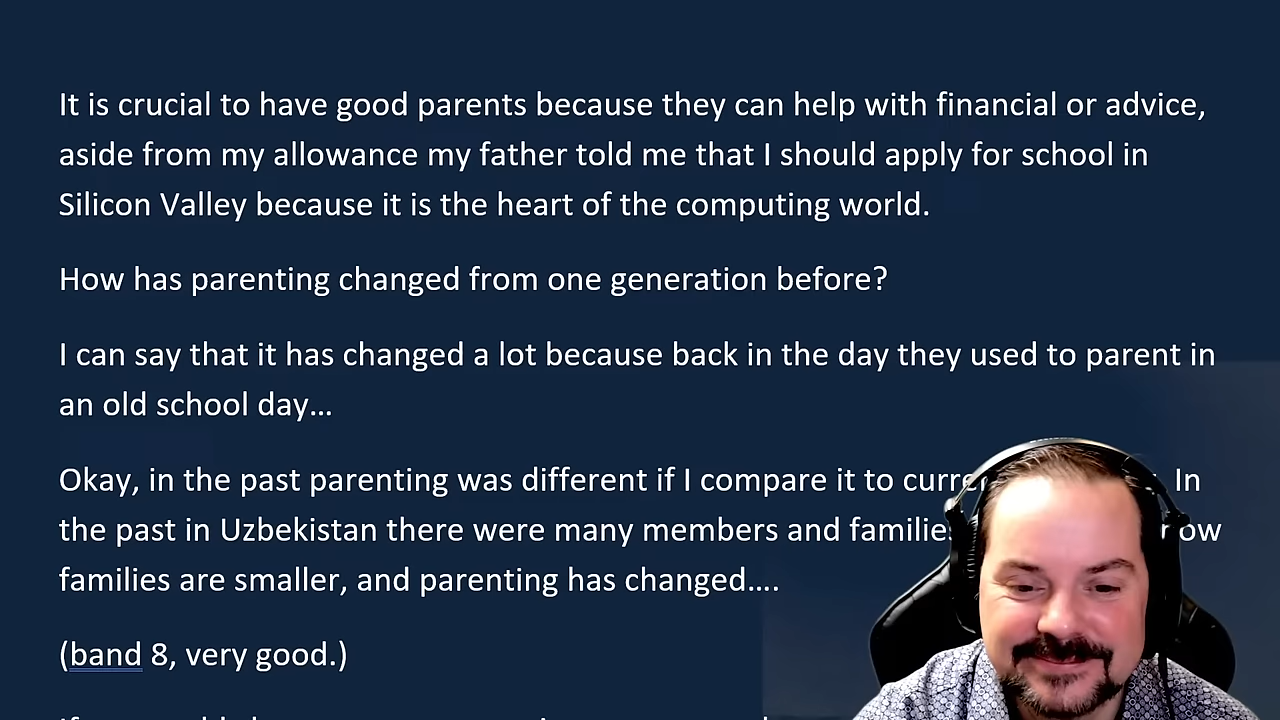 It is crucial to have good parents because they can help with financial or advice,
aside from my allowance my father told me that I should apply for school in
Silicon Valley because it is the heart of the computing world.
How has parenting changed from one generation before?
I can say that it has changed a lot because back in the day they used to parent in
an old school day...
Okay, in the past parenting was different if I compare it to In
the past in Uzbekistan there were many members and
families are smaller, and parenting has changed....
(band 8, very good.)